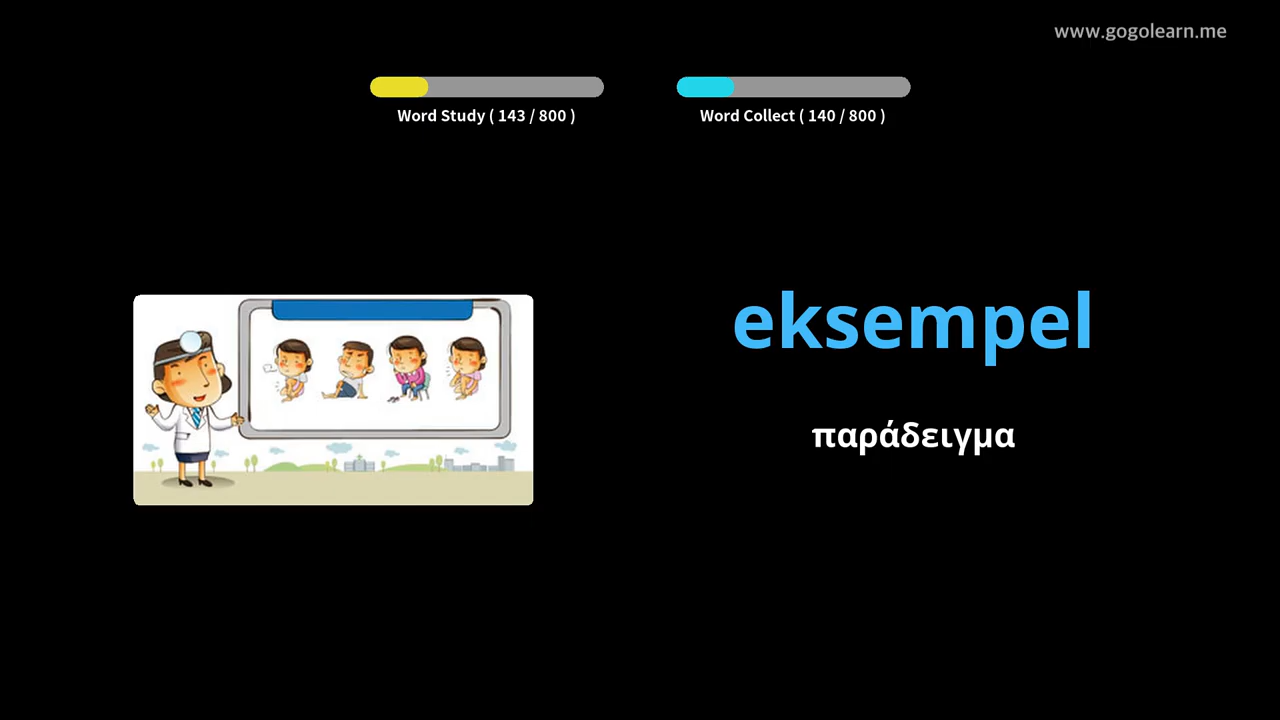 www.gogolearn.me
Word Study ( 143 / 800 )
Word Collect ( 140 / 800 )
eksempel
παράδειγμα